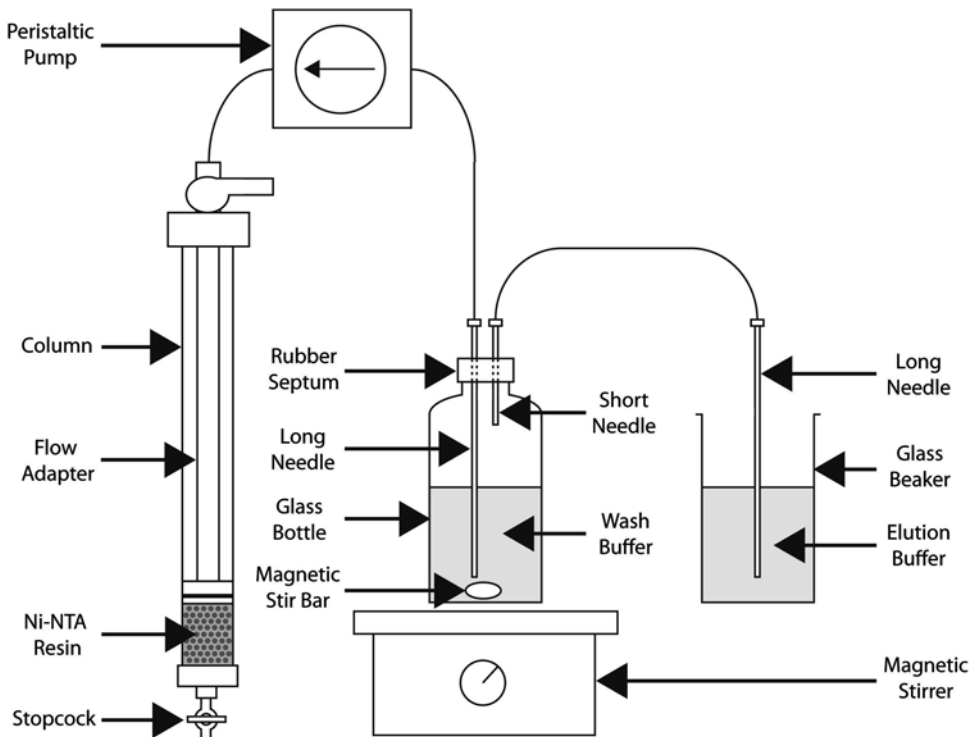 Peristaltic
Pump
Column
Flow
Adapter
Ni-NTA
Resin
Stopcock
Rubber
Septum
Long
Needle
Glass
Bottle
Magnetic
Stir Bar
Short
Needle
Wash
Buffer
Long
Needle
Glass
Beaker
Elution
Buffer
Magnetic
Stirrer